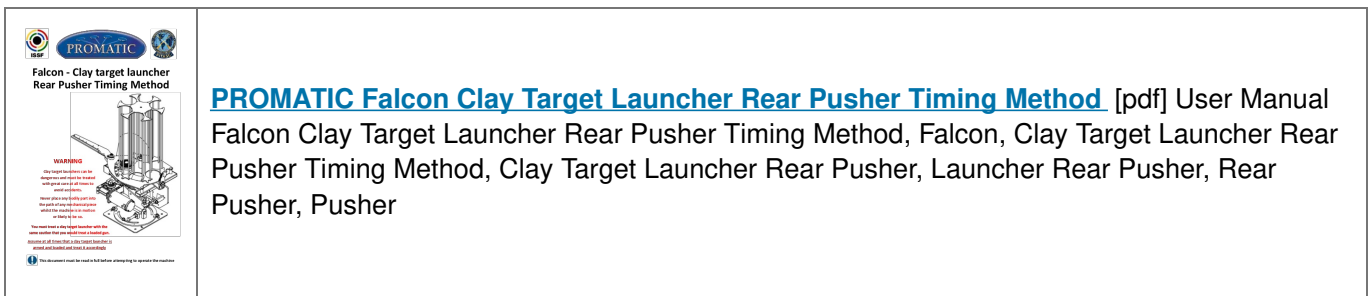 ISSF
PROMATIC
Falcon - Clay target launcher
Rear Pusher Timing Method
WARNING
Clay target launchers can be
dangerous and must be treated
with great care at all times to
avoid accidents.
Never place any bodily part into
the path of any mechanical piece
whilst the machine is in motion
or likely to be so.
You must treat a clay target launcher with the
same caution that you would treat a loaded gun.
Assume at all times that a clay target launcher is
armed and loaded and treat it accordingly
This document must be read in full before attempting to operate the machine
PROMATIC Falcon Clay Target Launcher Rear Pusher Timing Method [pdf] User Manual
Falcon Clay Target Launcher Rear Pusher Timing Method, Falcon, Clay Target Launcher Rear
Pusher Timing Method, Clay Target Launcher Rear Pusher, Launcher Rear Pusher, Rear
Pusher, Pusher